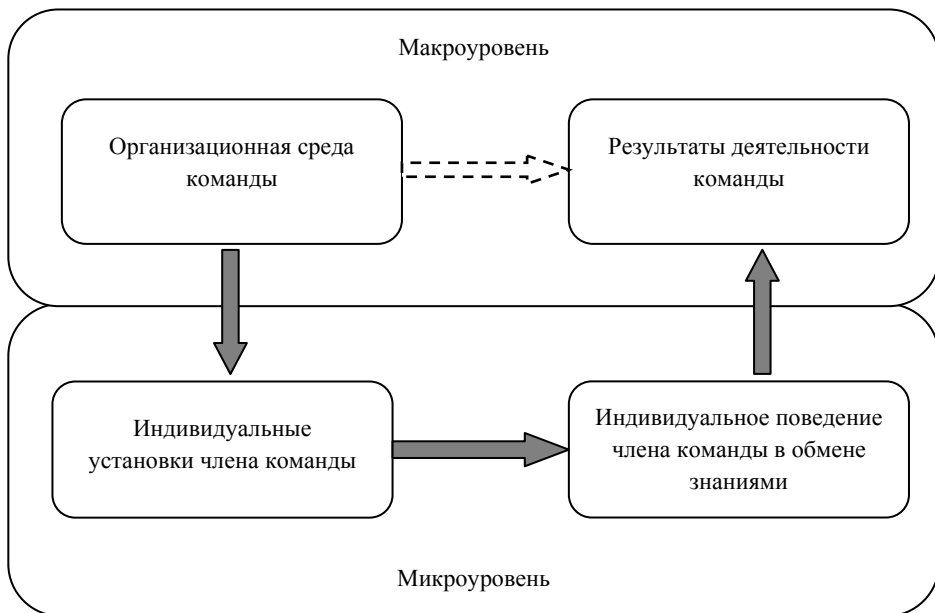 Макроуровень
Организационная среда
команды
Результаты деятельности
команды
Индивидуальные
установки члена команды
Индивидуальное поведение
члена команды в обмене
знаниями
Микроуровень